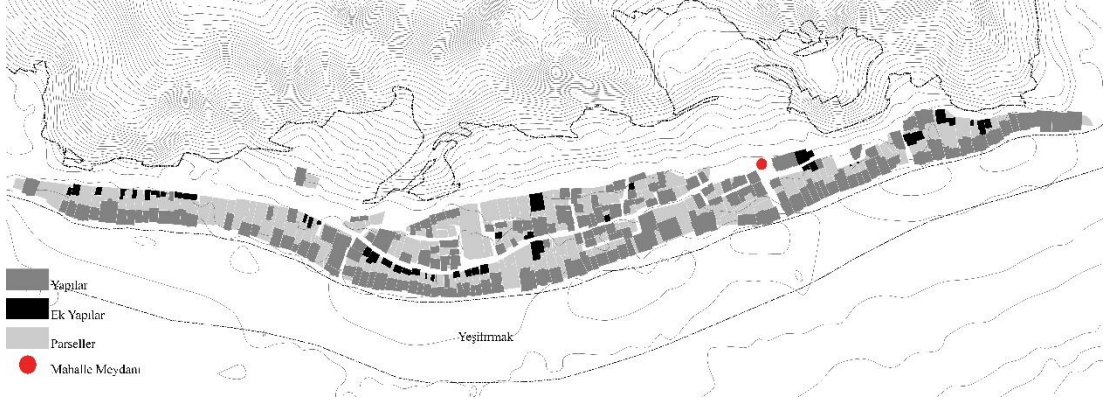 Yapılar
Ek Yapılar
Yeşilırmak
Parseller
Mahalle Meydanı